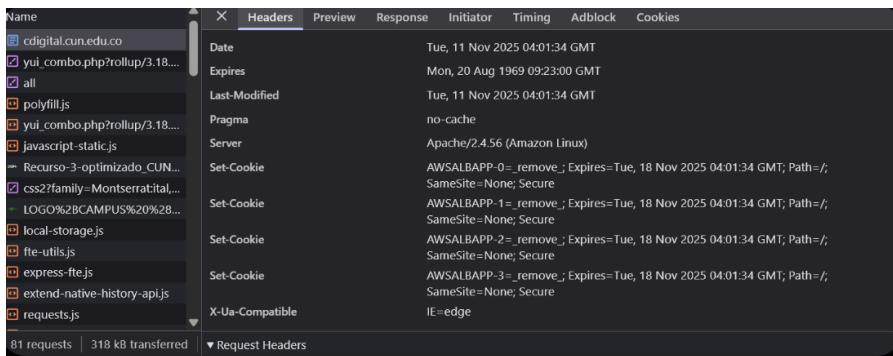 Name
cdigital.cun.edu.co
yui_combo.php?rollup/3.18....
all
polyfill.js
yui_combo.php?rollup/3.18....
javascript-static.js
Recurso-3-optimizado_CUN...
css2?family=Montserrat:ital,...
LOGO%2BCAMPUS%20%28...
local-storage.js
fte-utils.js
express-fte.js
extend-native-history-api.js
requests.js
81 requests
318 kB transferred
Headers
Preview
Response
Initiator
Timing
Adblock
Cookies
Date
Tue, 11 Nov 2025 04:01:34 GMT
Expires
Mon, 20 Aug 1969 09:23:00 GMT
Last-Modified
Tue, 11 Nov 2025 04:01:34 GMT
Pragma
no-cache
Server
Apache/2.4.56 (Amazon Linux)
Set-Cookie
AWSALBAPP-0=_remove_; Expires=Tue, 18 Nov 2025 04:01:34 GMT; Path=/;
SameSite=None; Secure
Set-Cookie
AWSALBAPP-1=_remove_; Expires=Tue, 18 Nov 2025 04:01:34 GMT; Path=/;
SameSite=None; Secure
Set-Cookie
AWSALBAPP-2=_remove_; Expires=Tue, 18 Nov 2025 04:01:34 GMT; Path=/;
SameSite=None; Secure
Set-Cookie
AWSALBAPP-3=_remove_; Expires=Tue, 18 Nov 2025 04:01:34 GMT; Path=/;
SameSite=None; Secure
X-Ua-Compatible
IE=edge
Request Headers